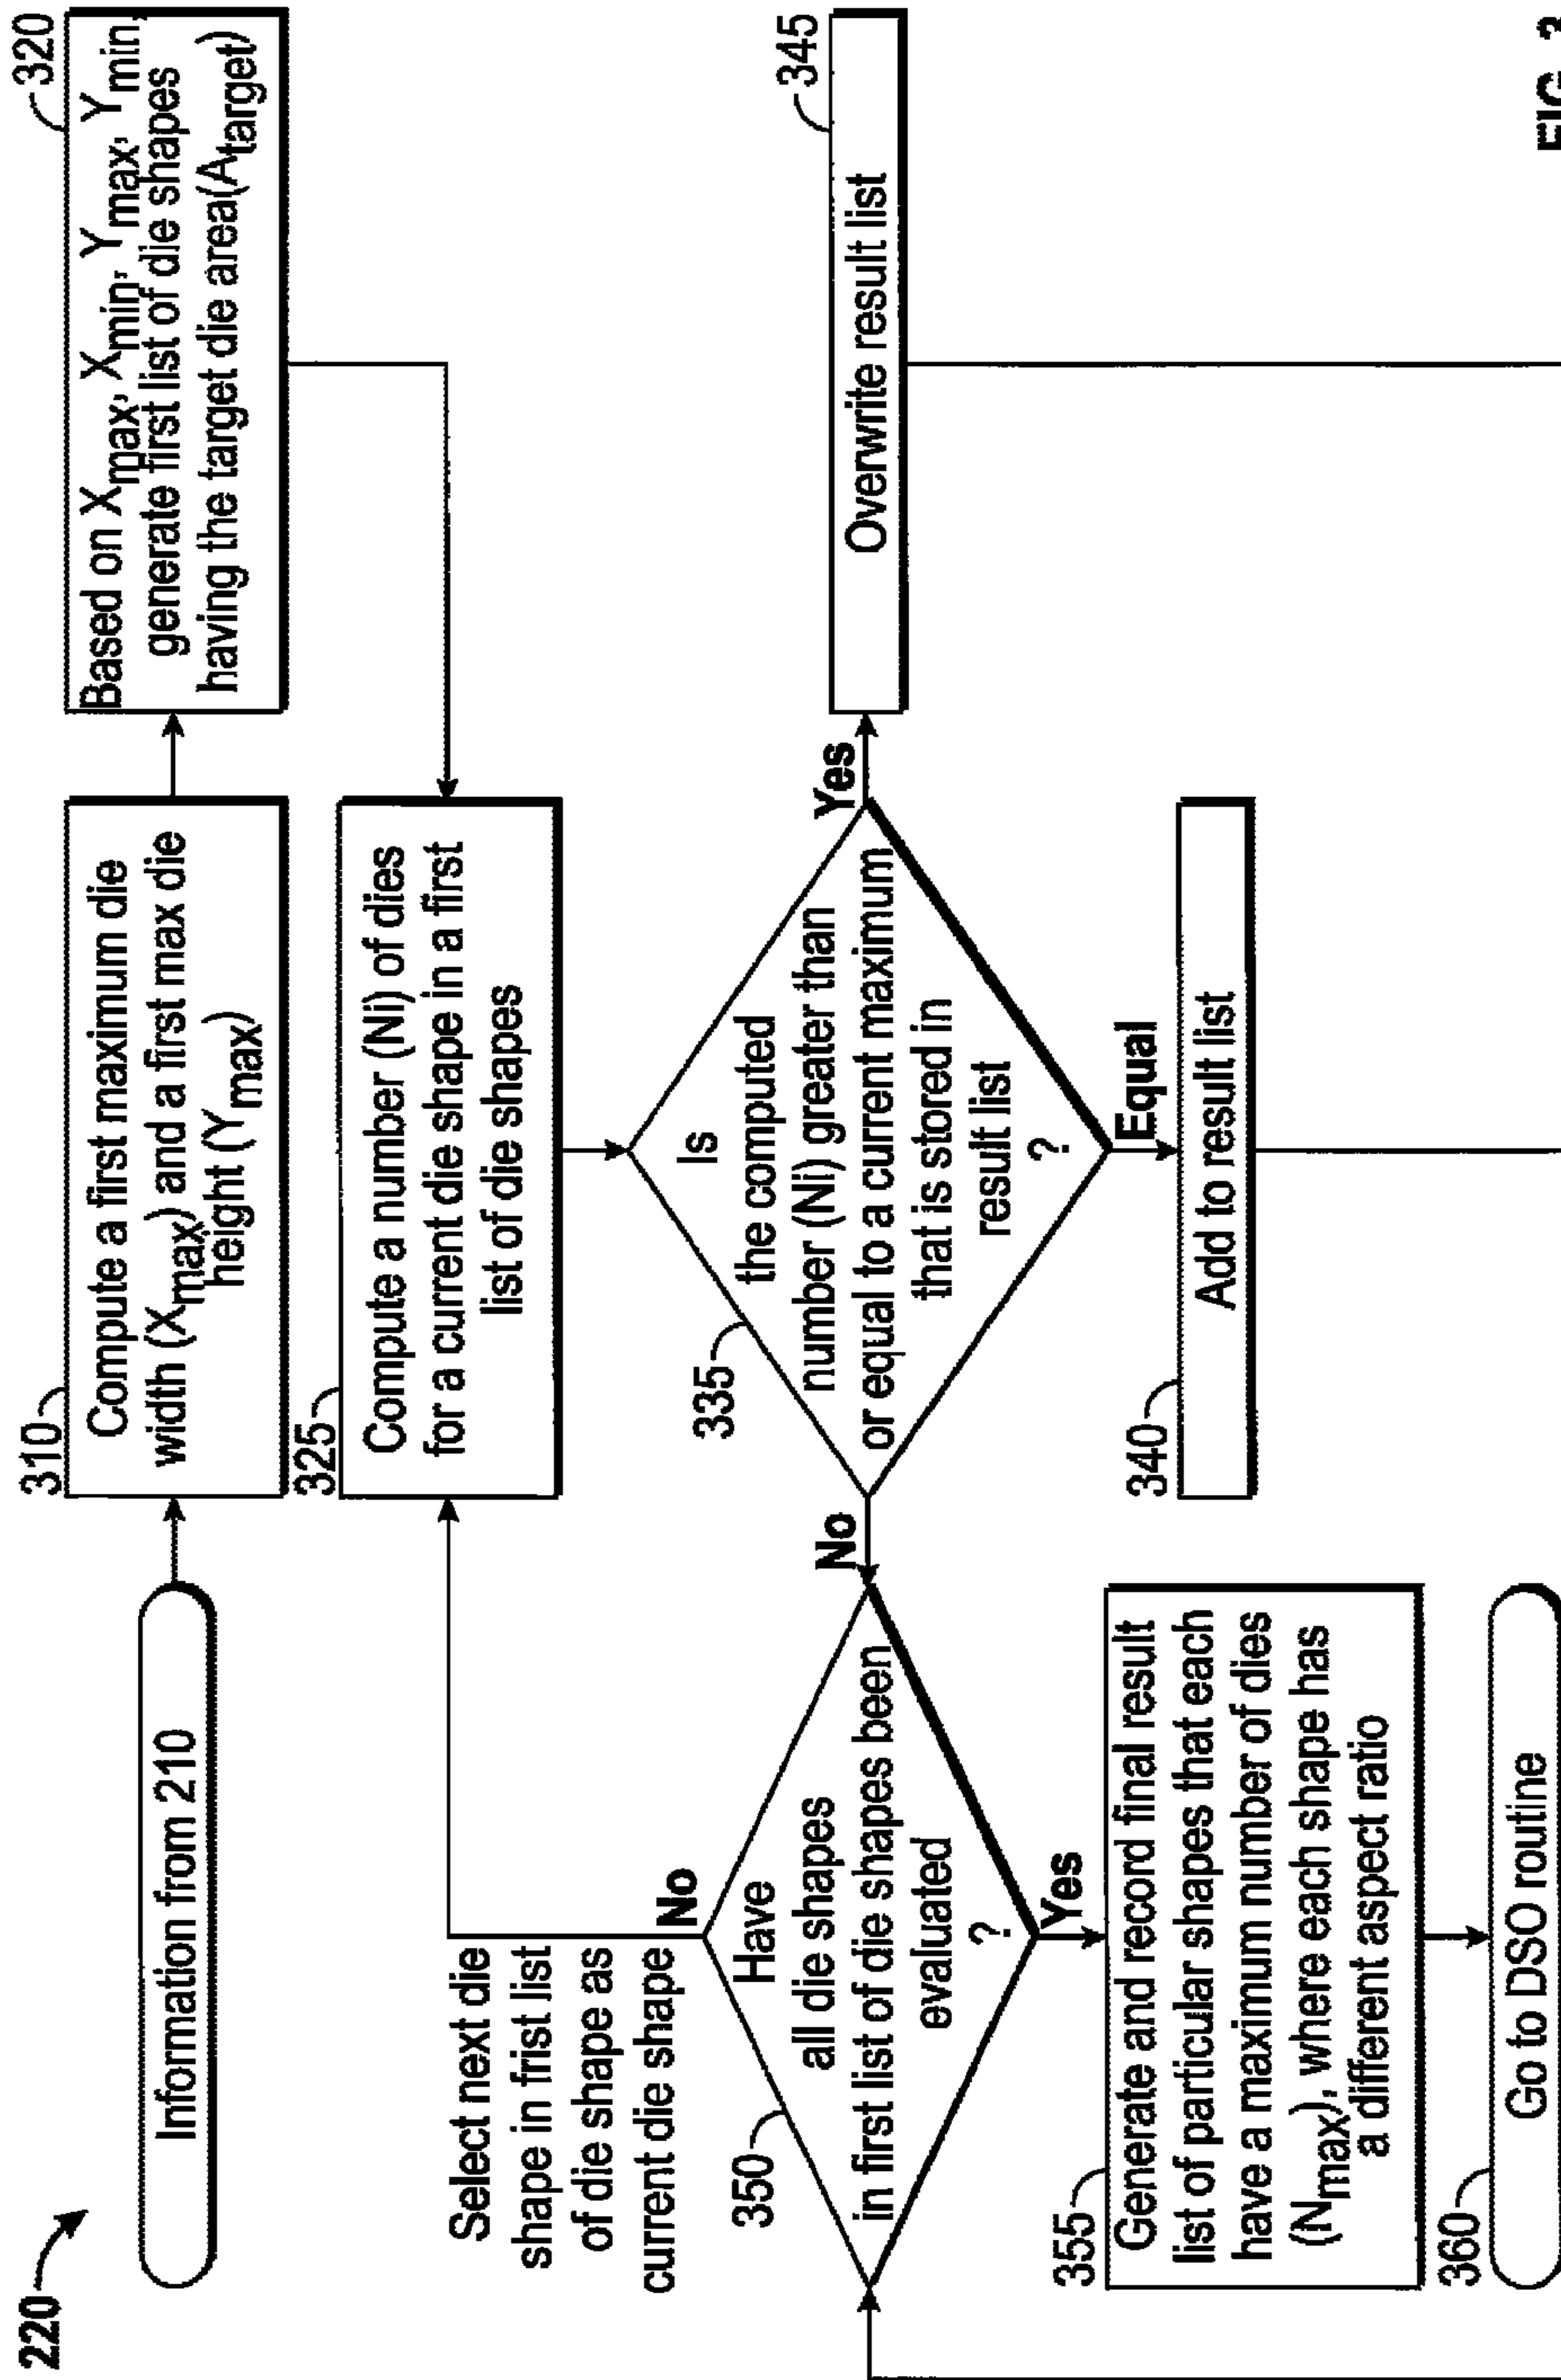 220
Information from 210
310
Compute a first maximum die
width (Xmax) and a first max die
height (Ymax)
320
Based on Xmax, Xmin, Ymax, Ymin,
generate first list of die shapes
having the target die area(Atarget)
325
Compute a number (Ni) of dies
for a current die shape in a first
list of die shapes
335
Is
the computed
number (Ni) greater than
or equal to a current maximum
that is stored in
result list
?
Yes
345
Overwrite result list
Equal
340
Add to result list
No
350
Have
all die shapes
in first list of die shapes been
evaluated
?
No
Select next die
shape in frist list
of die shape as
current die shape
Yes
355
Generate and record final result
list of particular shapes that each
have a maximum number of dies
(Nmax), where each shape has
a different aspect ratio
360
Go to DSO routine
FIG. 3